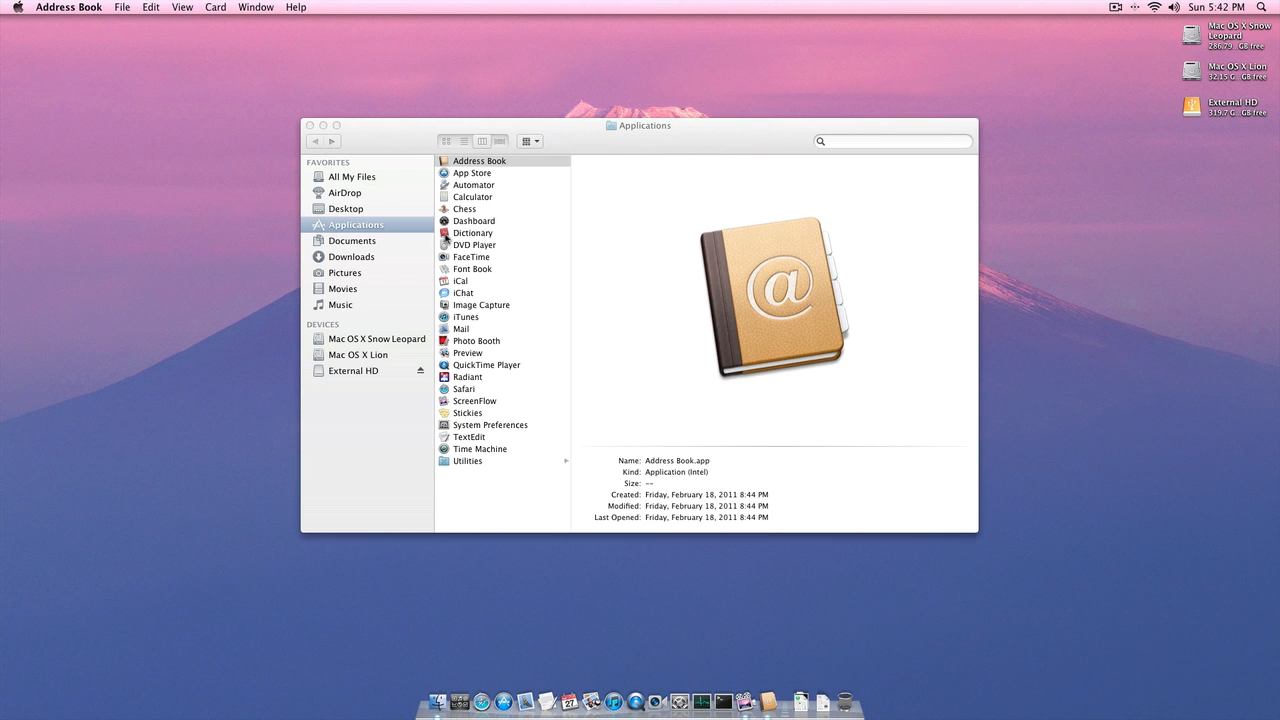 Address Book File Edit View Card Window Help
Sun 5:42 PM
Mac OS X Snow
Leopard
286.79...GB free
Mac OS X Lion
32.15 G...GB free
External HD
319.7 G...GB free
Applications
FAVORITES
All My Files
AirDrop
Desktop
Applications
Documents
Downloads
Pictures
Movies
Music
DEVICES
Mac OS X Snow Leopard
Mac OS X Lion
External HD
Address Book
App Store
Automator
Calculator
Chess
Dashboard
Dictionary
DVD Player
FaceTime
Font Book
iCal
iChat
Image Capture
iTunes
Mail
Photo Booth
Preview
QuickTime Player
Radiant
Safari
ScreenFlow
Stickies
System Preferences
TextEdit
Time Machine
Utilities
@
Name: Address Book.app
Kind: Application (Intel)
Size: --
Created: Friday, February 18, 2011 8:44 PM
Modified: Friday, February 18, 2011 8:44 PM
Last Opened: Friday, February 18, 2011 8:44 PM
27